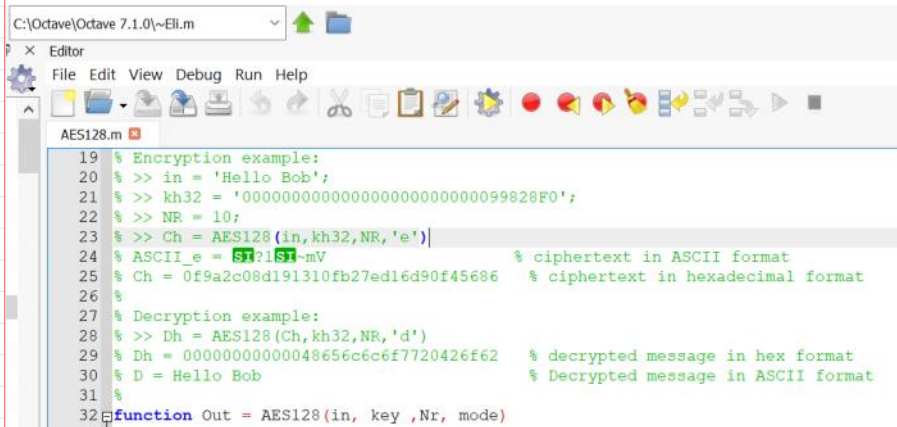 C:\Octave\Octave 7.1.0\~Eli.m
Editor
File Edit View Debug Run Help
AES128.m
19 % Encryption example:
20 % >> in = 'Hello Bob';
21 % >> kh32 = '000000000000000000000000099828F0';
22 % >> NR = 10;
23 % >> Ch = AES128(in,kh32,NR,'e')
24 % ASCII_e = SI?1SI~mV % ciphertext in ASCII format
25 % Ch = 0f9a2c08d191310fb27ed16d90f45686 % ciphertext in hexadecimal format
26 %
27 % Decryption example:
28 % >> Dh = AES128(Ch,kh32,NR,'d')
29 % Dh = 00000000000048656c6c6f7720426f62 % decrypted message in hex format
30 % D = Hello Bob % Decrypted message in ASCII format
31 %
32 function Out = AES128(in, key ,Nr, mode)